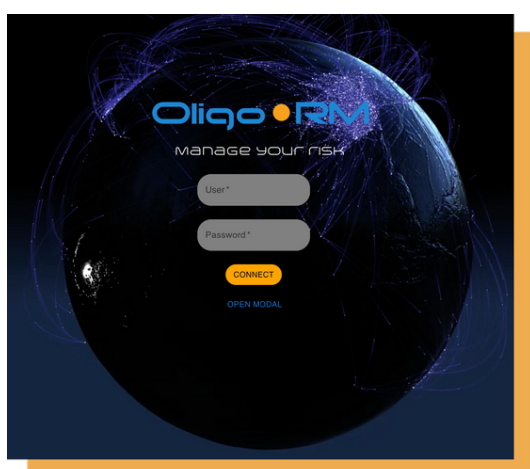 Oligo RM
Manage your risk
User *
Password *
CONNECT
OPEN MODAL